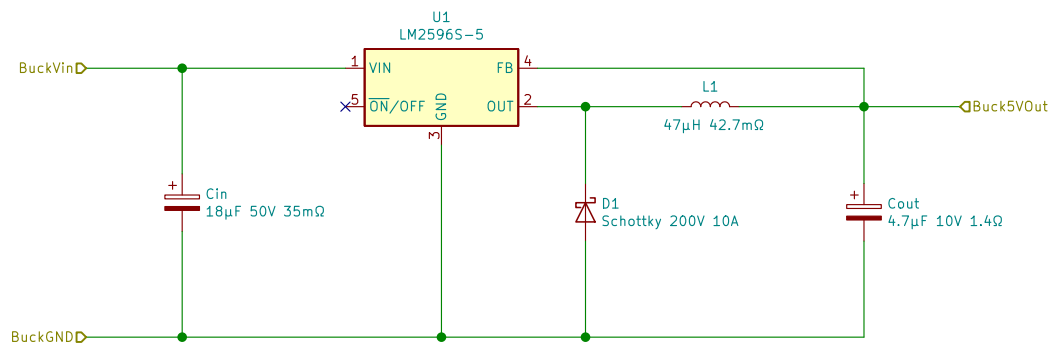 U1
LM2596S-5
BuckVin
1
VIN
FB
4
5
ON/OFF
GND
OUT
2
3
L1
47µH 42.7mΩ
Buck5VOut
Cin
18µF 50V 35mΩ
D1
Schottky 200V 10A
Cout
4.7µF 10V 1.4Ω
BuckGND